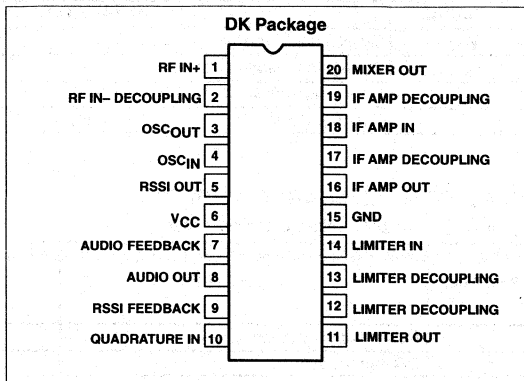 DK Package
RF IN+ 1
RF IN– DECOUPLING 2
OSCOUT 3
OSCIN 4
RSSI OUT 5
VCC 6
AUDIO FEEDBACK 7
AUDIO OUT 8
RSSI FEEDBACK 9
QUADRATURE IN 10
20 MIXER OUT
19 IF AMP DECOUPLING
18 IF AMP IN
17 IF AMP DECOUPLING
16 IF AMP OUT
15 GND
14 LIMITER IN
13 LIMITER DECOUPLING
12 LIMITER DECOUPLING
11 LIMITER OUT